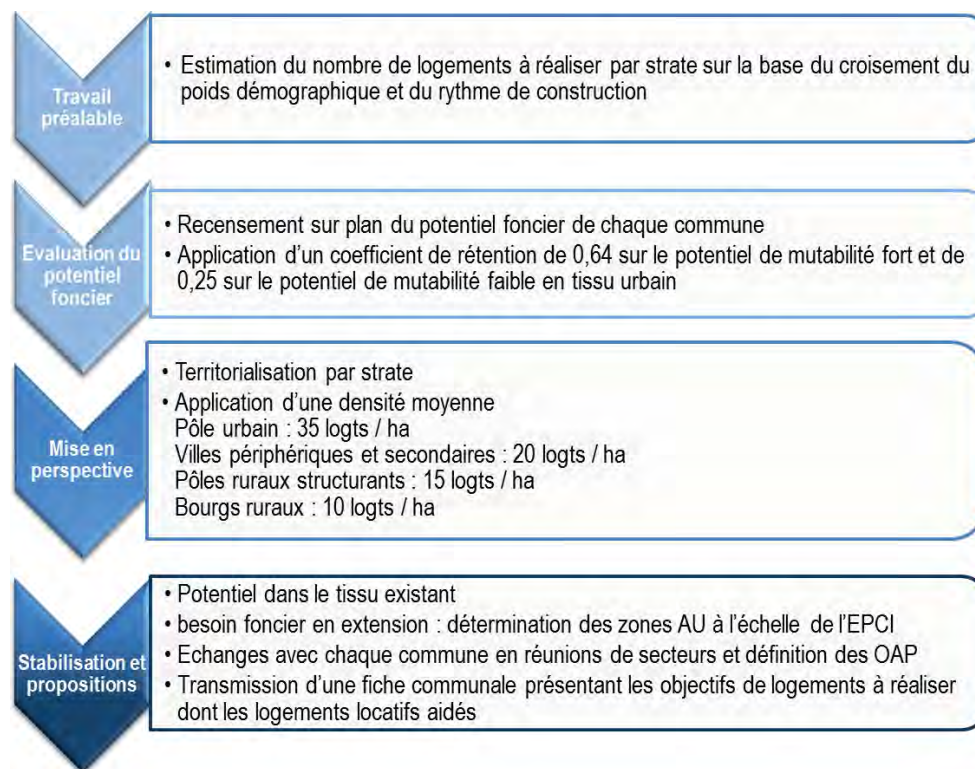 Travail
préalable
• Estimation du nombre de logements à réaliser par strate sur la base du croisement du
poids démographique et du rythme de construction
Evaluation du
potentiel
foncier
• Recensement sur plan du potentiel foncier de chaque commune
• Application d'un coefficient de rétention de 0,64 sur le potentiel de mutabilité fort et de
0,25 sur le potentiel de mutabilité faible en tissu urbain
Mise en
perspective
• Territorialisation par strate
• Application d'une densité moyenne
Pôle urbain : 35 logts / ha
Villes périphériques et secondaires : 20 logts / ha
Pôles ruraux structurants : 15 logts / ha
Bourgs ruraux : 10 logts / ha
Stabilisation et
propositions
• Potentiel dans le tissu existant
• besoin foncier en extension : détermination des zones AU à l'échelle de l'EPCI
• Echanges avec chaque commune en réunions de secteurs et définition des OAP
• Transmission d'une fiche communale présentant les objectifs de logements à réaliser
dont les logements locatifs aidés